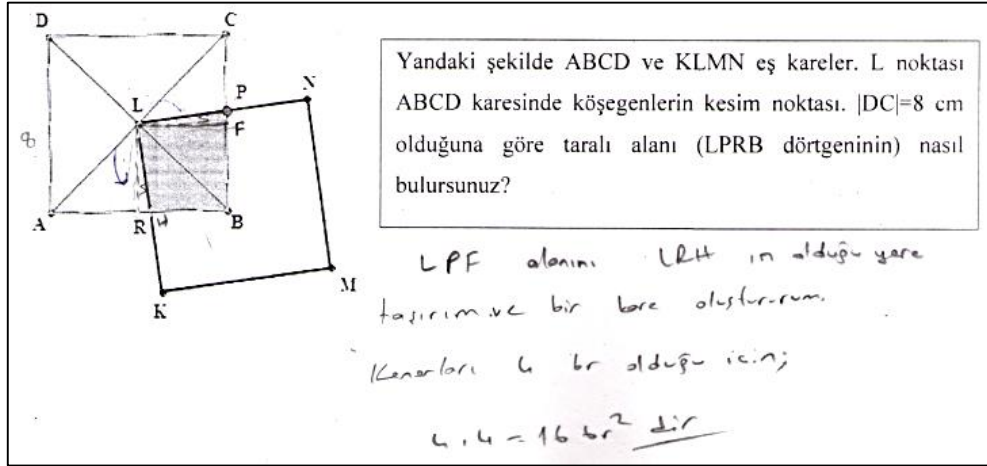 D
C
8
L
P
N
F
A
R
H
B
K
M
Yandaki şekilde ABCD ve KLMN eş kareler. L noktası
ABCD karesinde köşegenlerin kesim noktası. |DC|=8 cm
olduğuna göre taralı alanı (LPRB dörtgeninin) nasıl
bulursunuz?
LPF alanını LRH ın olduğu yere
taşırım ve bir kare oluştururum.
Kenarları 4 br olduğu için;
4.4 = 16 br² dir